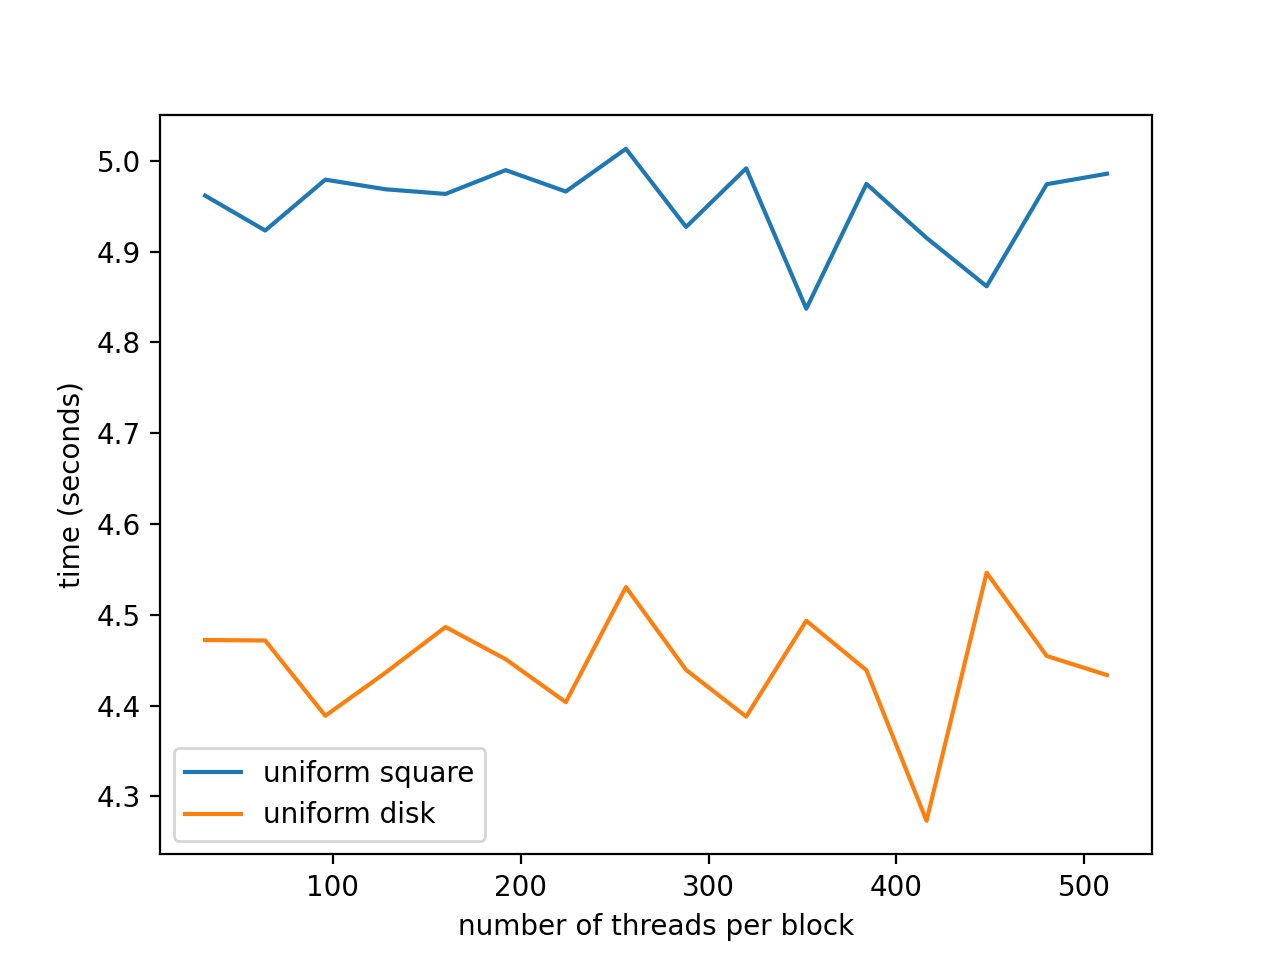 5.0
4.9
4.8
4.7
4.6
4.5
4.4
4.3
time (seconds)
uniform square
uniform disk
100 200 300 400 500
number of threads per block